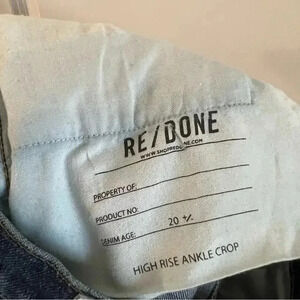 RE/DONE
WWW.SHOPREDONE.COM
PROPERTY OF:
PRODUCT NO:
DENIM AGE: 20 +/-
HIGH RISE ANKLE CROP